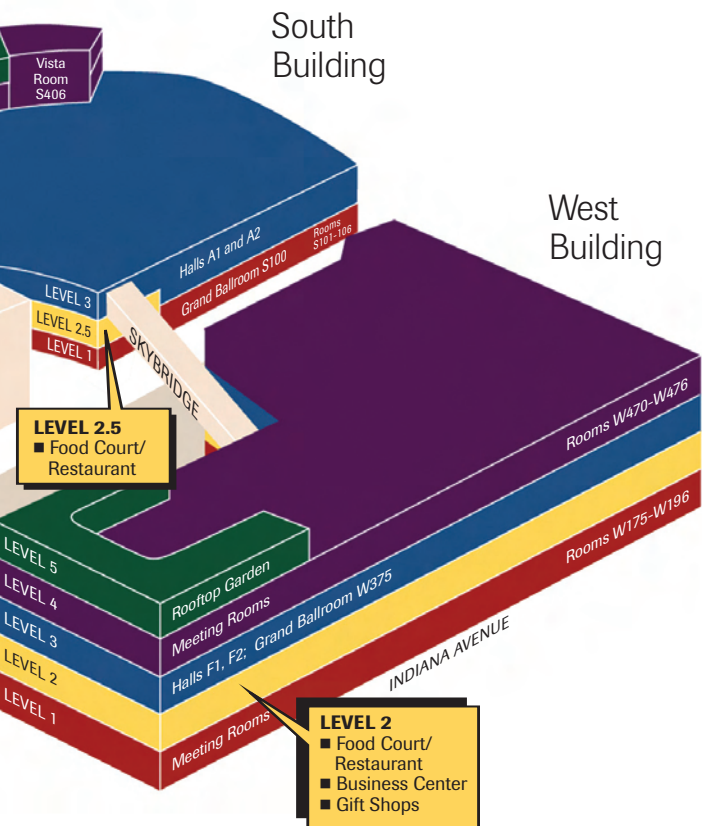 South
Building
Vista
Room
S406
West
Building
Halls A1 and A2
Rooms
S101-106
Grand Ballroom S100
LEVEL 3
LEVEL 2.5
LEVEL 1
SKYBRIDGE
LEVEL 2.5
■ Food Court/
Restaurant
Rooms W470-W476
Rooms W175-W196
LEVEL 5
Rooftop Garden
LEVEL 4
Meeting Rooms
LEVEL 3
Halls F1, F2; Grand Ballroom W375
LEVEL 2
LEVEL 1
Meeting Rooms
INDIANA AVENUE
LEVEL 2
■ Food Court/
Restaurant
■ Business Center
■ Gift Shops